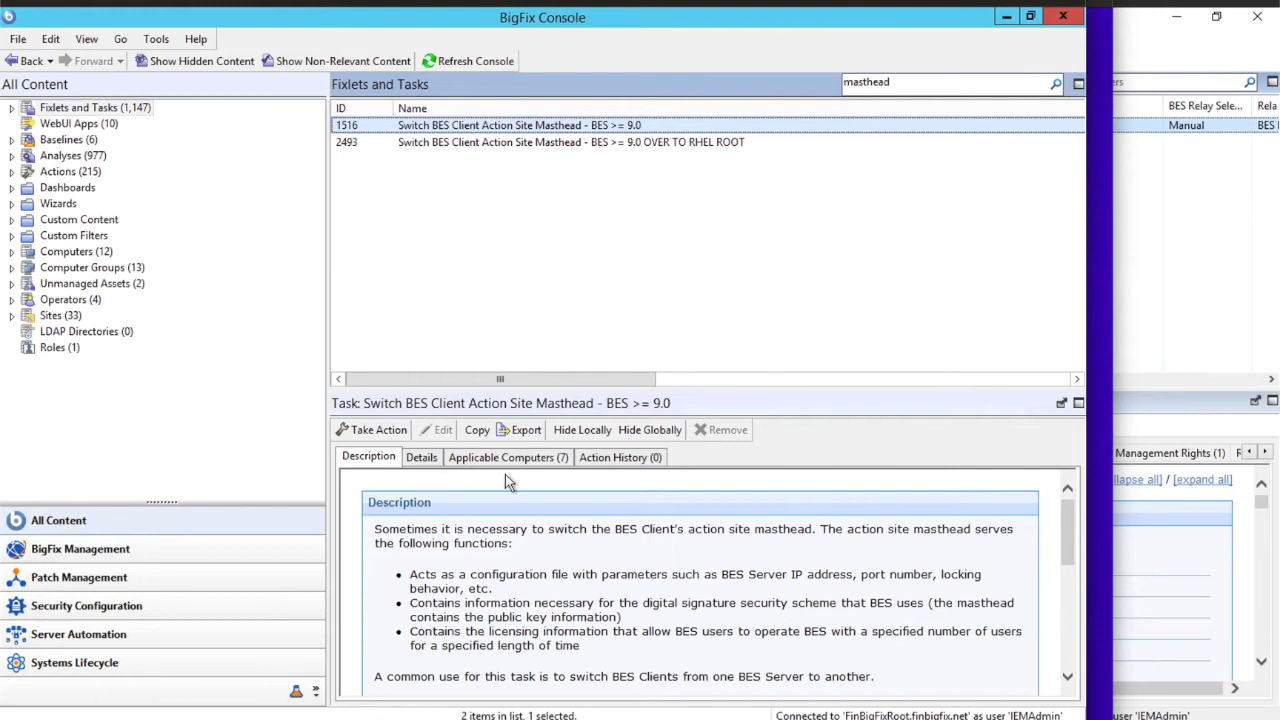 BigFix Console
File Edit View Go Tools Help
Back Forward Show Hidden Content Show Non-Relevant Content Refresh Console
All Content
Fixlets and Tasks (1,147)
WebUI Apps (10)
Baselines (6)
Analyses (977)
Actions (215)
Dashboards
Wizards
Custom Content
Custom Filters
Computers (12)
Computer Groups (13)
Unmanaged Assets (2)
Operators (4)
Sites (33)
LDAP Directories (0)
Roles (1)
All Content
BigFix Management
Patch Management
Security Configuration
Server Automation
Systems Lifecycle
Fixlets and Tasks masthead
ID Name
1516 Switch BES Client Action Site Masthead - BES >= 9.0
2493 Switch BES Client Action Site Masthead - BES >= 9.0 OVER TO RHEL ROOT
Task: Switch BES Client Action Site Masthead - BES >= 9.0
Take Action Edit Copy Export Hide Locally Hide Globally Remove
Description Details Applicable Computers (7) Action History (0)
Description
Sometimes it is necessary to switch the BES Client's action site masthead. The action site masthead serves
the following functions:
• Acts as a configuration file with parameters such as BES Server IP address, port number, locking
behavior, etc.
• Contains information necessary for the digital signature security scheme that BES uses (the masthead
contains the public key information)
• Contains the licensing information that allow BES users to operate BES with a specified number of users
for a specified length of time
A common use for this task is to switch BES Clients from one BES Server to another.
2 items in list, 1 selected. Connected to 'FinBigFixRoot.finbigfix.net' as user 'IEMAdmin'
ers
BES Relay Sele... Rela
Manual BES
Management Rights (1)
lapse all] / [expand all]
user 'IEMAdmin'